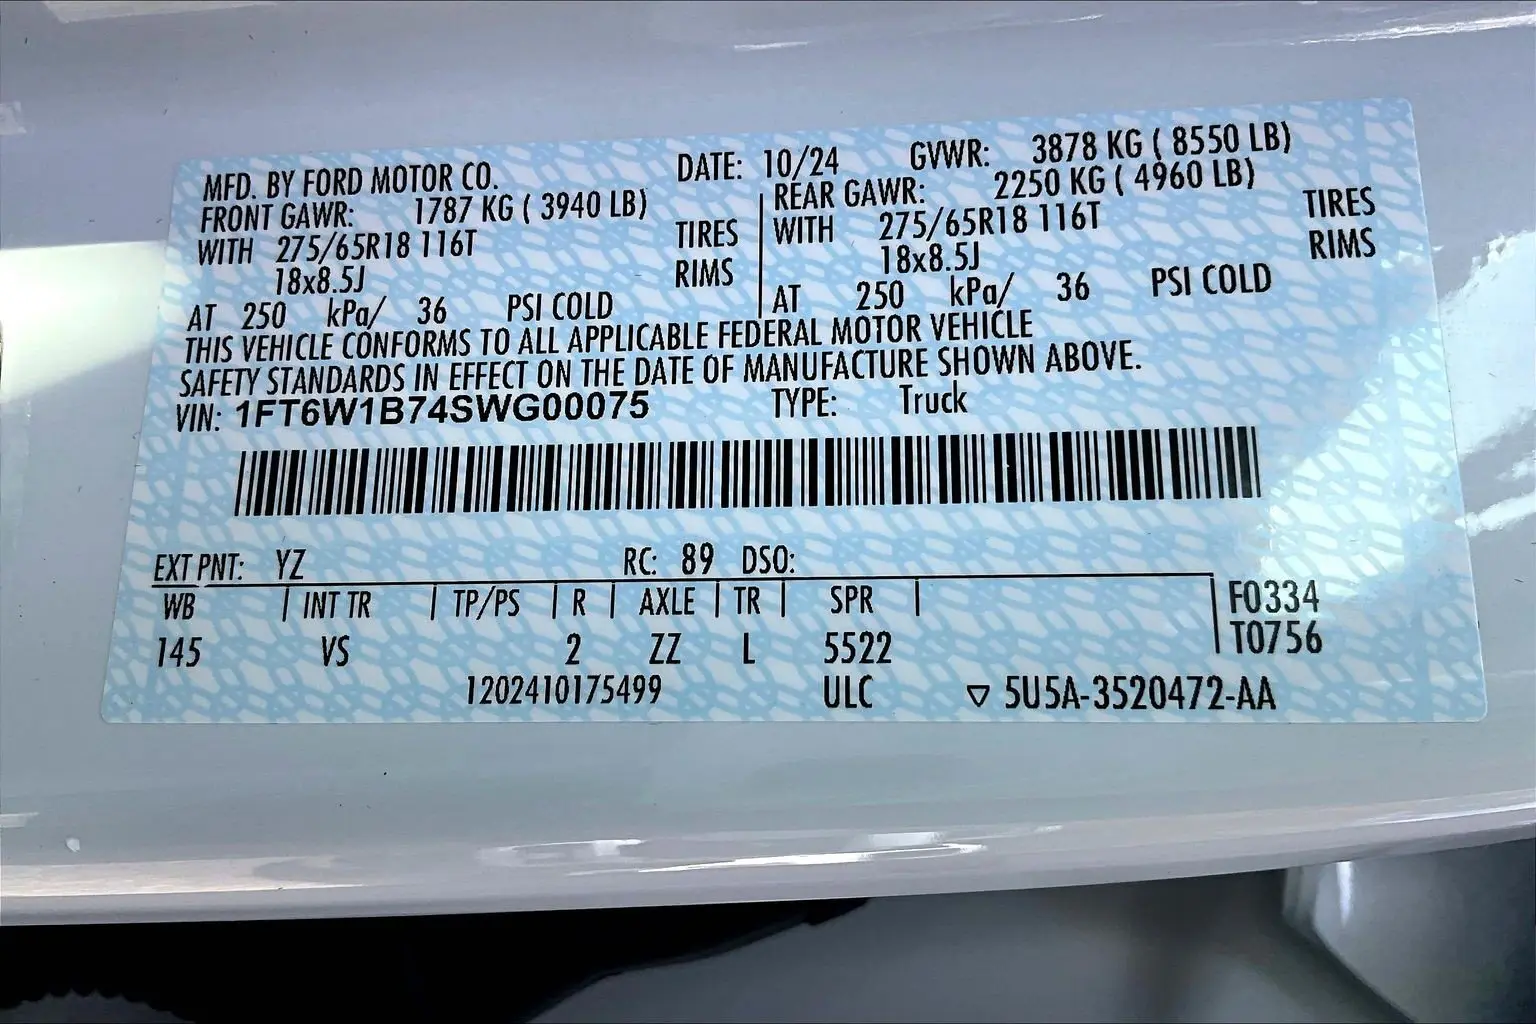 MFD. BY FORD MOTOR CO. DATE: 10/24 GVWR: 3878 KG ( 8550 LB)
FRONT GAWR: 1787 KG ( 3940 LB) REAR GAWR: 2250 KG ( 4960 LB)
WITH 275/65R18 116T TIRES WITH 275/65R18 116T TIRES
18x8.5J RIMS 18x8.5J RIMS
AT 250 kPa/ 36 PSI COLD AT 250 kPa/ 36 PSI COLD
THIS VEHICLE CONFORMS TO ALL APPLICABLE FEDERAL MOTOR VEHICLE
SAFETY STANDARDS IN EFFECT ON THE DATE OF MANUFACTURE SHOWN ABOVE.
VIN: 1FT6W1B74SWG00075 TYPE: Truck
EXT PNT: YZ RC: 89 DSO:
WB INT TR TP/PS R AXLE TR SPR F0334
145 VS 2 ZZ L 5522 T0756
1202410175499 ULC ▽ 5U5A-3520472-AA